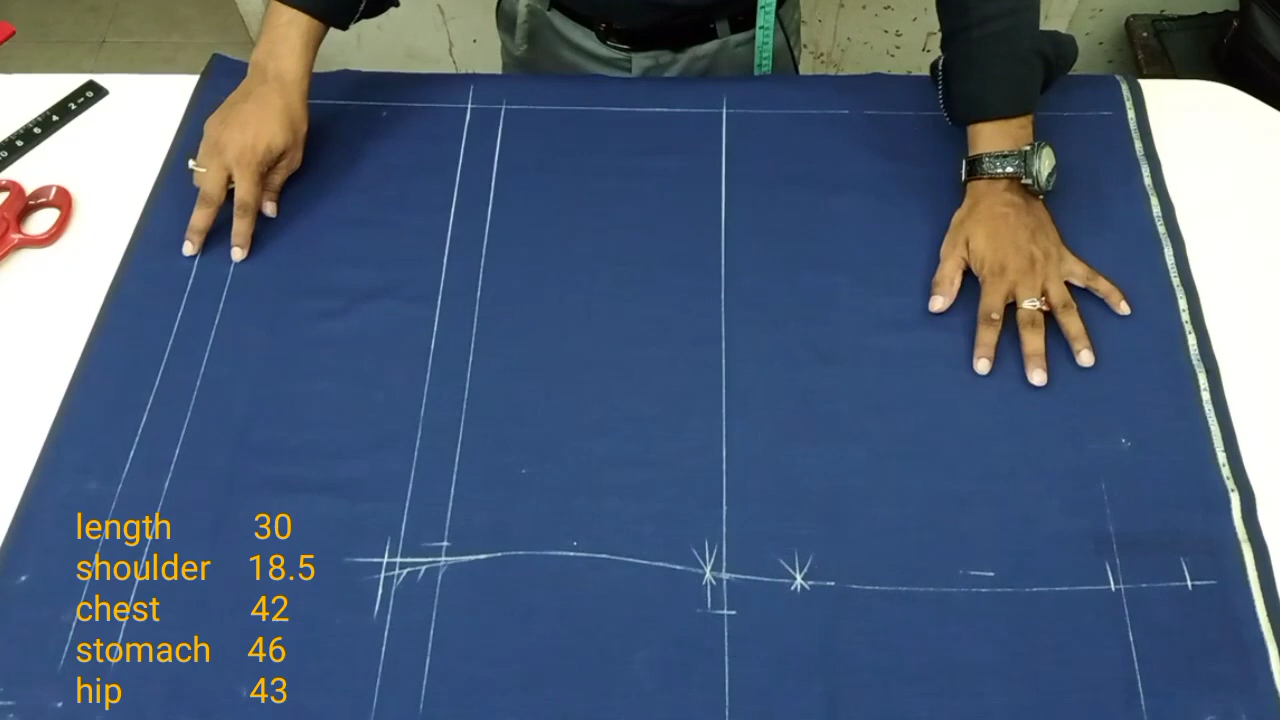 length 30
shoulder 18.5
chest 42
stomach 46
hip 43